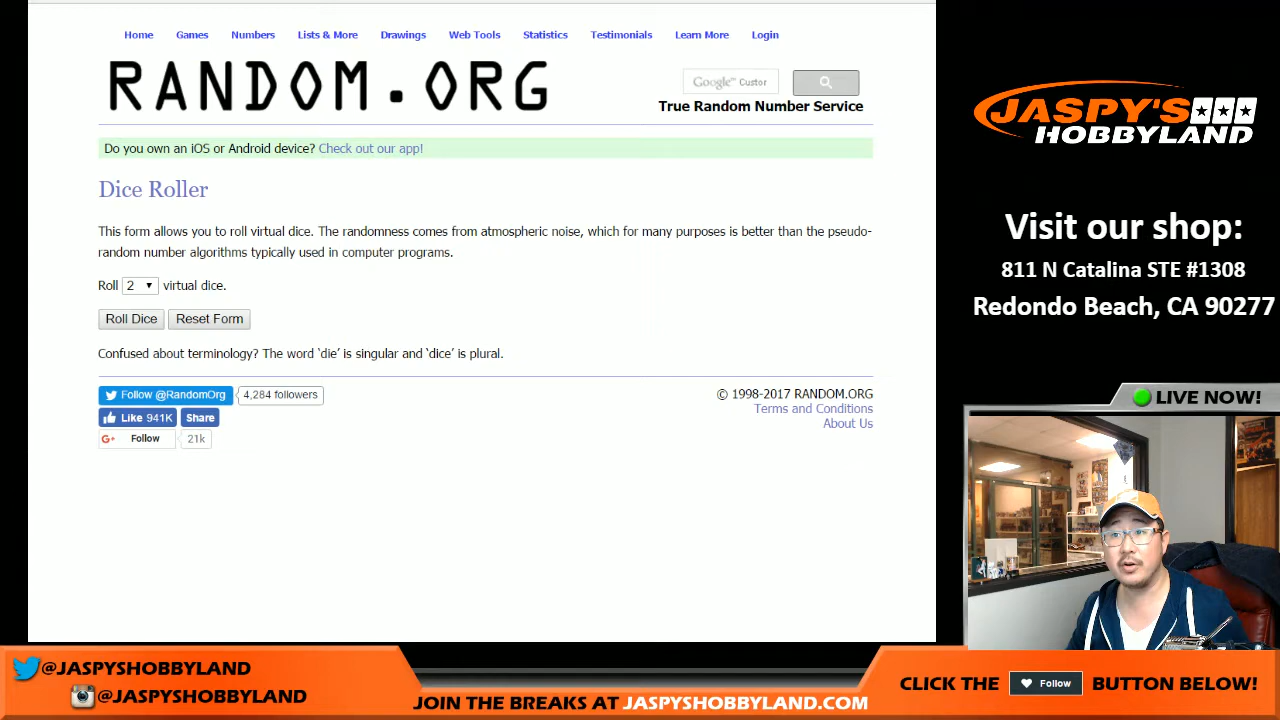 Home Games Numbers Lists & More Drawings Web Tools Statistics Testimonials Learn More Login
RANDOM.ORG
Google™ Custor
True Random Number Service
Do you own an iOS or Android device? Check out our app!
Dice Roller
This form allows you to roll virtual dice. The randomness comes from atmospheric noise, which for many purposes is better than the pseudo-
random number algorithms typically used in computer programs.
Roll 2 virtual dice.
Roll Dice Reset Form
Confused about terminology? The word ‘die’ is singular and ‘dice’ is plural.
Follow @RandomOrg 4,284 followers
Like 941K Share
G+ Follow 21k
© 1998-2017 RANDOM.ORG
Terms and Conditions
About Us
JASPY'S
HOBBYLAND
Visit our shop:
811 N Catalina STE #1308
Redondo Beach, CA 90277
LIVE NOW!
@JASPYSHOBBYLAND
@JASPYSHOBBYLAND
JOIN THE BREAKS AT JASPYSHOBBYLAND.COM
CLICK THE Follow BUTTON BELOW!